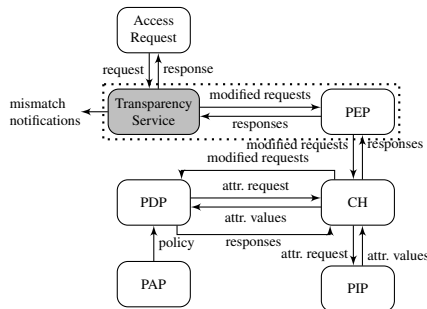 Access
Request
request
response
mismatch
notifications
Transparency
Service
modified requests
responses
PEP
modified requests
responses
modified requests
PDP
attr. request
attr. values
CH
policy
responses
attr. request
attr. values
PAP
PIP